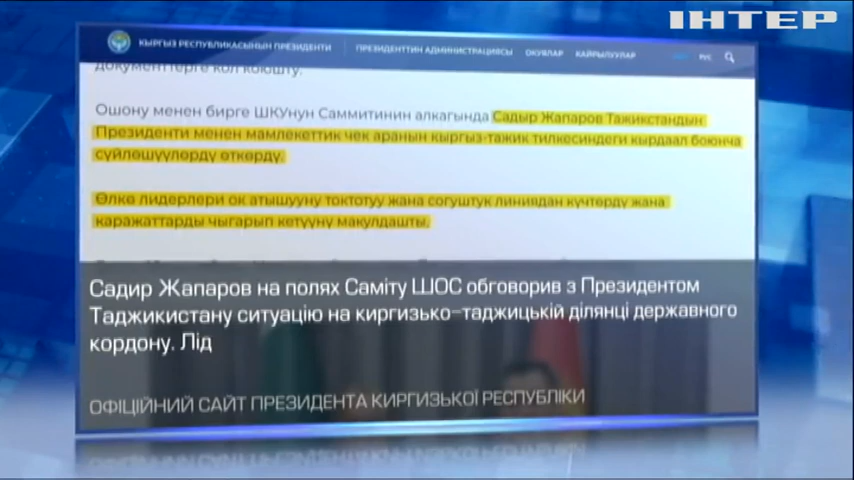 ІНТЕР
КЫРГЫЗ РЕСПУБЛИКАСЫНЫН ПРЕЗИДЕНТИ ПРЕЗИДЕНТТИН АДМИНИСТРАЦИЯСЫ ОКУЯЛАР КАЙРЫЛУУЛАР РУС
документтерге кол коюшту.
Ошону менен бирге ШКУнун Саммитинин алкагында Садыр Жапаров Тажикстандын
Президенти менен мамлекеттик чек аранын кыргыз-тажик тилкесиндеги кырдаал боюнча
сүйлөшүүлөрдү өткөрдү.
Өлкө лидерлери ок атышууну токтотуу жана согуштук линиядан күчтөрдү жана
каражаттарды чыгарып кетүүнү макулдашты.
Садир Жапаров на полях Саміту ШОС обговорив з Президентом
Таджикистану ситуацію на киргизько-таджицькій ділянці державного
кордону. Лід
ОФІЦІЙНИЙ САЙТ ПРЕЗИДЕНТА КИРГИЗЬКОЇ РЕСПУБЛІКИ